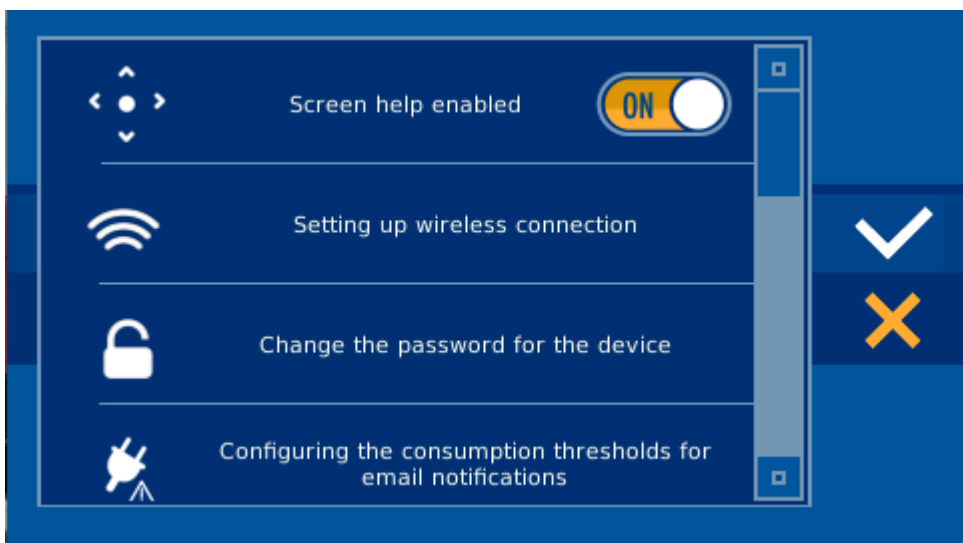 Screen help enabled
ON
Setting up wireless connection
Change the password for the device
Configuring the consumption thresholds for
email notifications